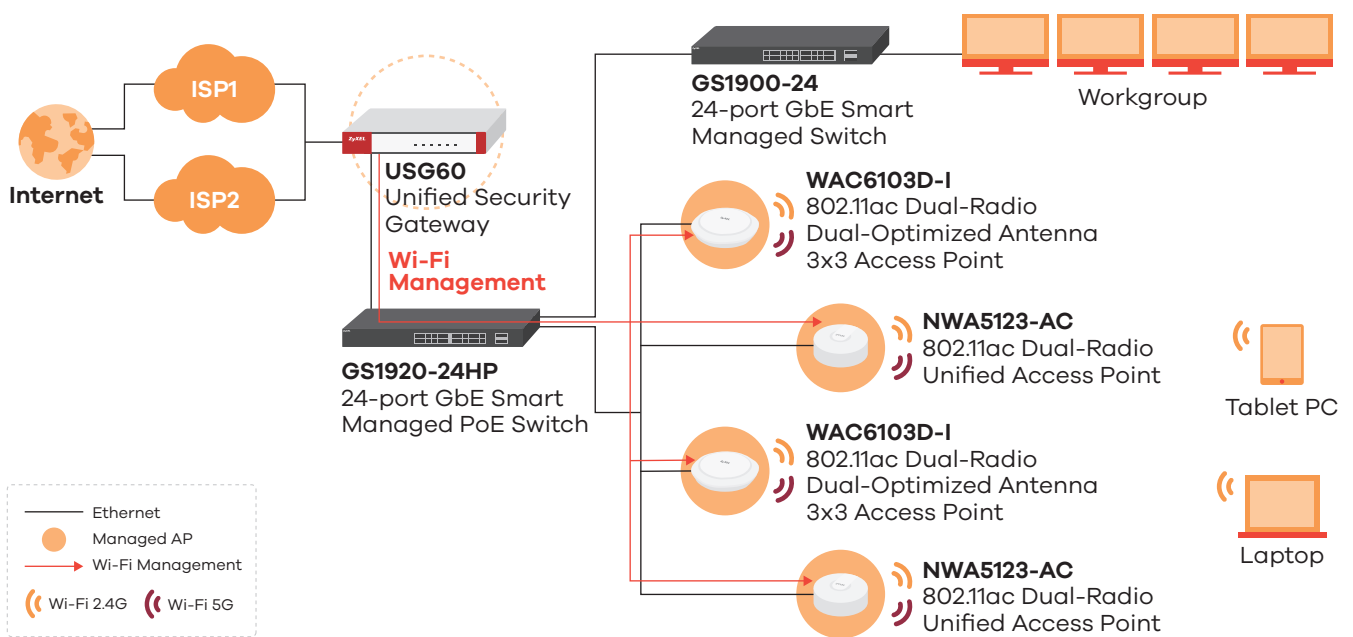 ISP1
ISP2
Internet
ZyXEL
USG60
Unified Security
Gateway
Wi-Fi
Management
GS1920-24HP
24-port GbE Smart
Managed PoE Switch
GS1900-24
24-port GbE Smart
Managed Switch
Workgroup
WAC6103D-I
802.11ac Dual-Radio
Dual-Optimized Antenna
3x3 Access Point
NWA5123-AC
802.11ac Dual-Radio
Unified Access Point
WAC6103D-I
802.11ac Dual-Radio
Dual-Optimized Antenna
3x3 Access Point
NWA5123-AC
802.11ac Dual-Radio
Unified Access Point
Tablet PC
Laptop
Ethernet
Managed AP
Wi-Fi Management
Wi-Fi 2.4G Wi-Fi 5G